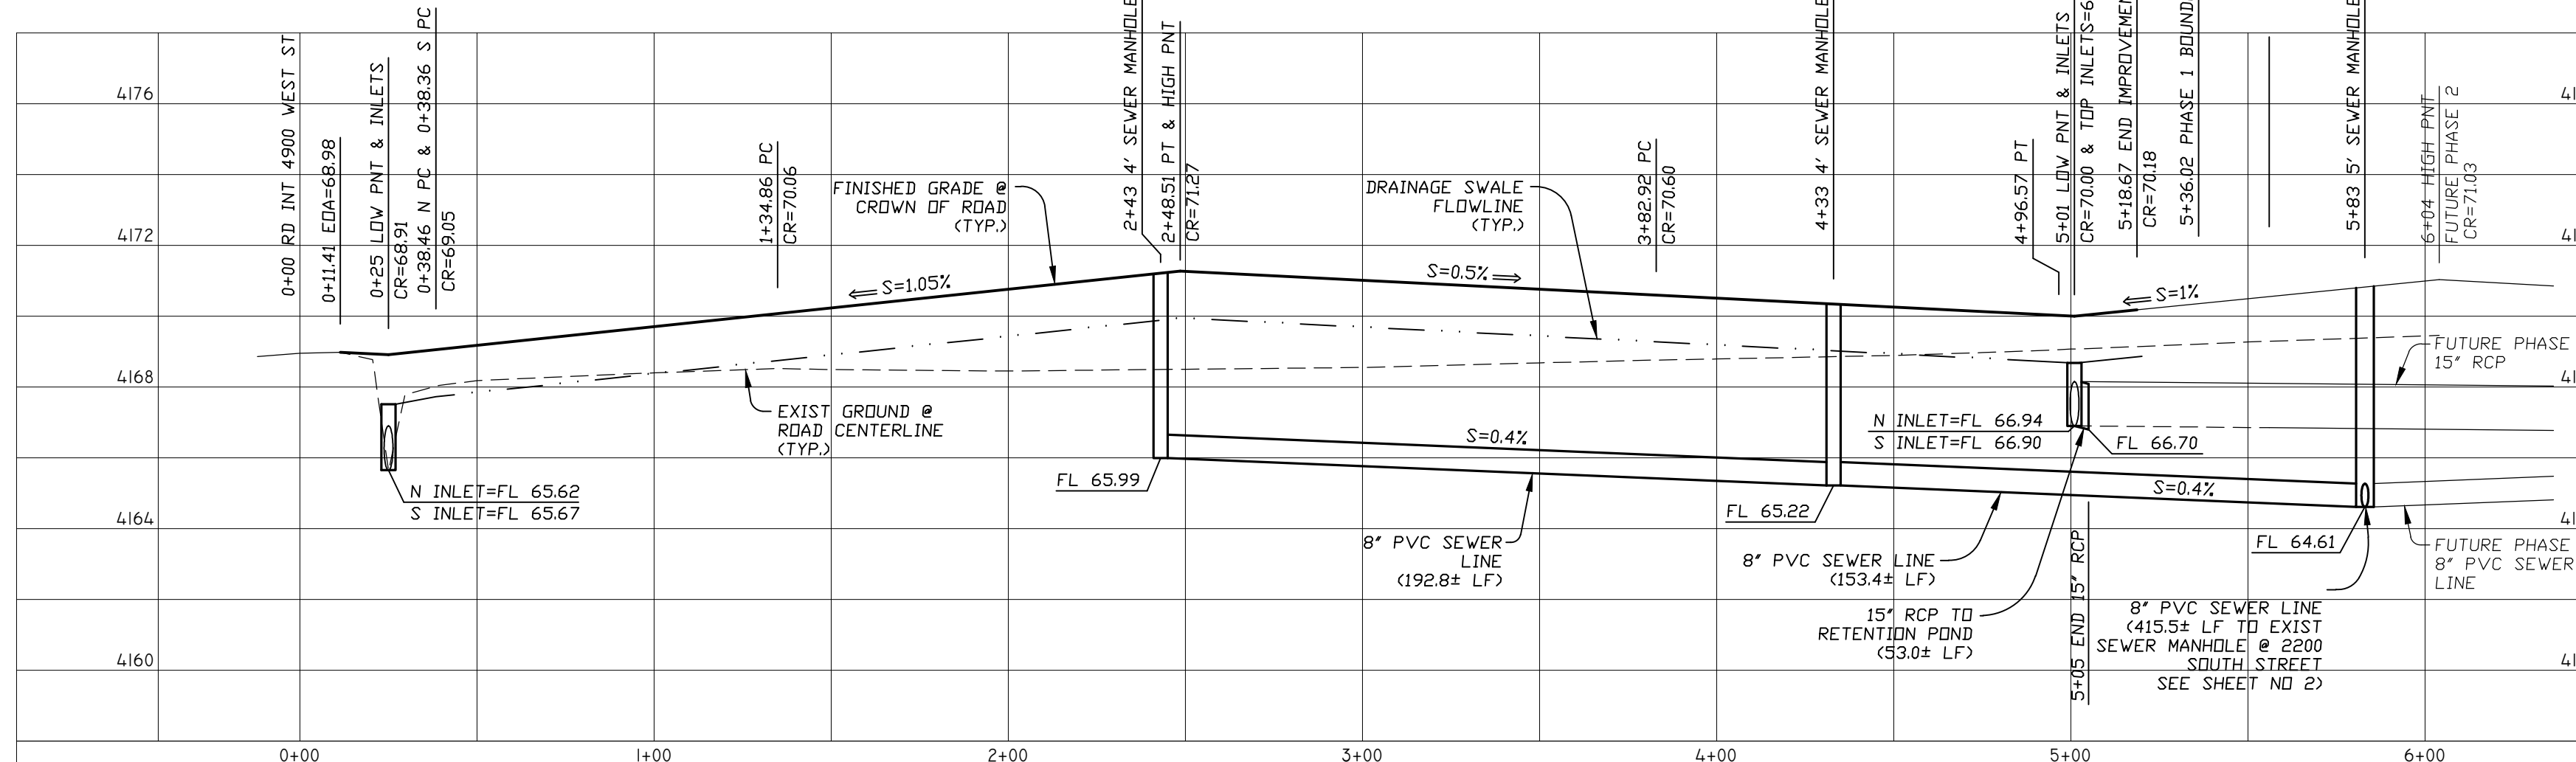 4176
4172
4168
4164
4160
0+00 RD INT 4900 WEST ST
0+11.41 EOA=68.98
0+25 LOW PNT & INLETS
CR=68.91
0+38.46 N PC & 0+38.36 S PC
CR=69.05
1+34.86 PC
CR=70.06
FINISHED GRADE @
CROWN OF ROAD
(TYP.)
2+43 4' SEWER MANHOLE
2+48.51 PT & HIGH PNT
CR=71.27
DRAINAGE SWALE
FLOWLINE
(TYP.)
3+82.92 PC
CR=70.60
4+33 4' SEWER MANHOLE
4+96.57 PT
5+01 LOW PNT & INLETS
CR=70.00 & TOP INLETS=6
5+18.67 END IMPROVEMEN
CR=70.18
5+36.02 PHASE 1 BOUND
5+83 5' SEWER MANHOLE
6+04 HIGH PNT
FUTURE PHASE 2
CR=71.03
S=1.05%
S=0.5%
S=1%
EXIST GROUND @
ROAD CENTERLINE
(TYP.)
N INLET=FL 65.62
S INLET=FL 65.67
FL 65.99
S=0.4%
8" PVC SEWER
LINE
(192.8± LF)
FL 65.22
8" PVC SEWER LINE
(153.4± LF)
N INLET=FL 66.94
S INLET=FL 66.90
FL 66.70
15" RCP TO
RETENTION POND
(53.0± LF)
5+05 END 15" RCP
S=0.4%
FL 64.61
8" PVC SEWER LINE
(415.5± LF TO EXIST
SEWER MANHOLE @ 2200
SOUTH STREET
SEE SHEET NO 2)
FUTURE PHASE
15" RCP
FUTURE PHASE
8" PVC SEWER
LINE
41
41
41
41
41
0+00
1+00
2+00
3+00
4+00
5+00
6+00